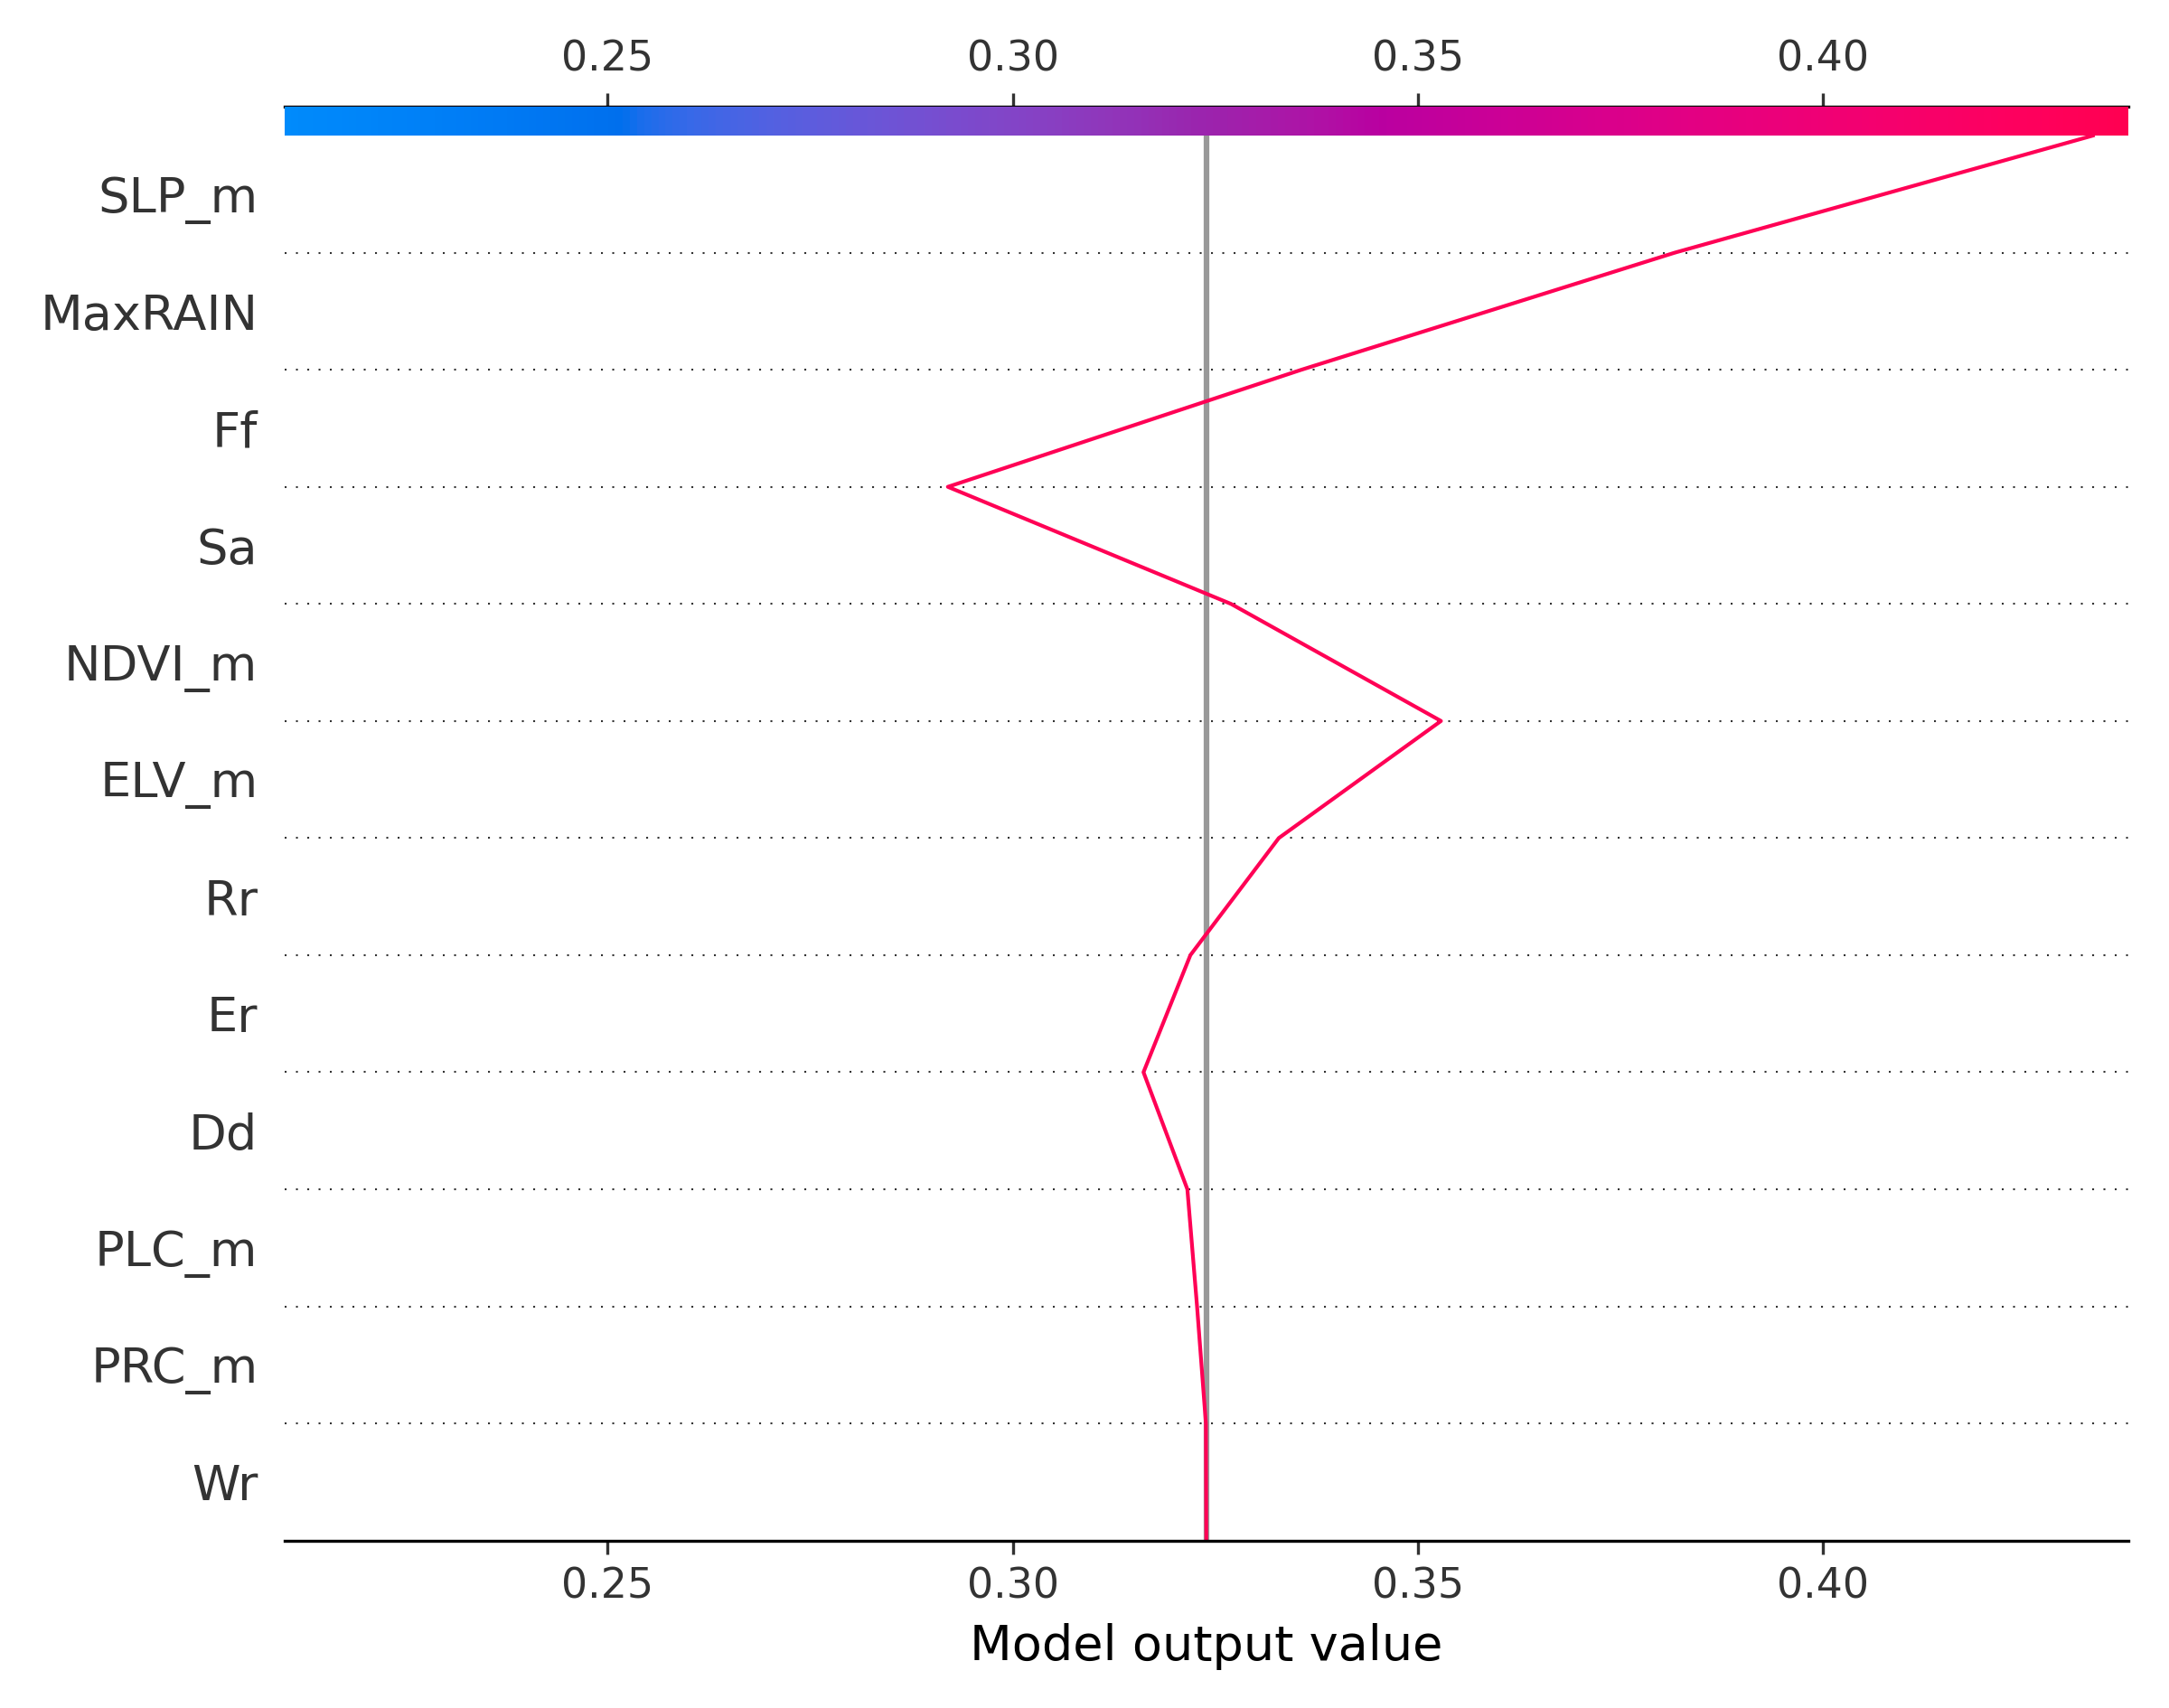 0.25 0.30 0.35 0.40
SLP_m
MaxRAIN
Ff
Sa
NDVI_m
ELV_m
Rr
Er
Dd
PLC_m
PRC_m
Wr
0.25 0.30 0.35 0.40
Model output value